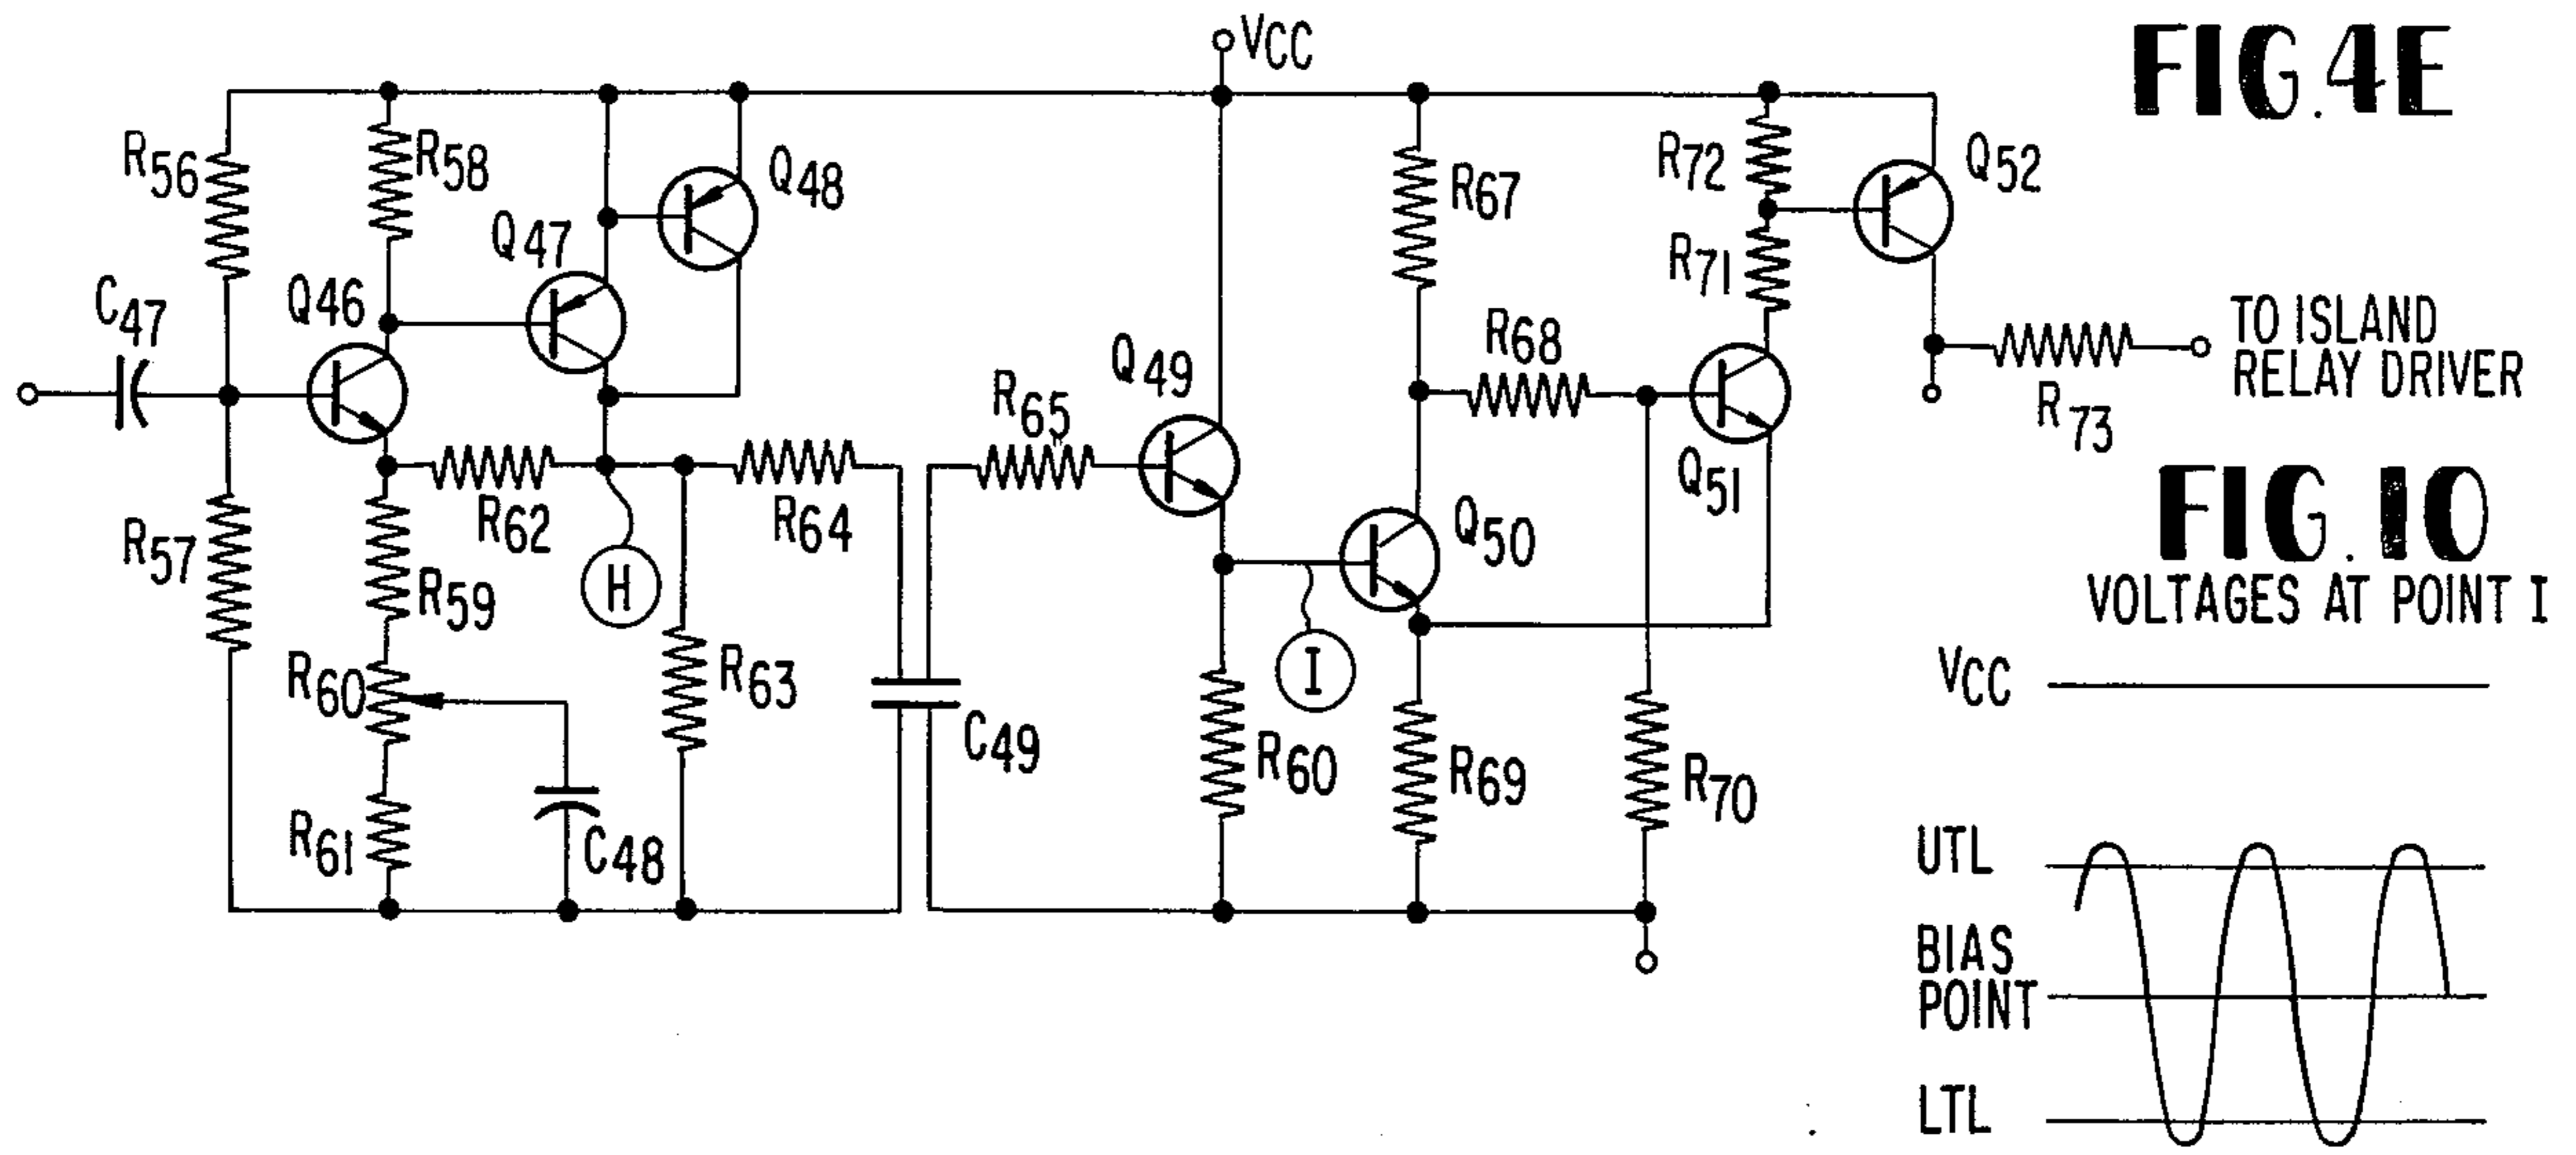 VCC
FIG. 4E
R56
R58
Q48
Q47
Q52
R72
R67
R71
C47
Q46
R68
Q49
TO ISLAND
RELAY DRIVER
R73
R65
Q51
R62
R64
Q50
FIG. 10
VOLTAGES AT POINT I
R57
R59
H
R63
I
R60
C49
R60
R69
R70
R61
C48
VCC
UTL
BIAS
POINT
LTL